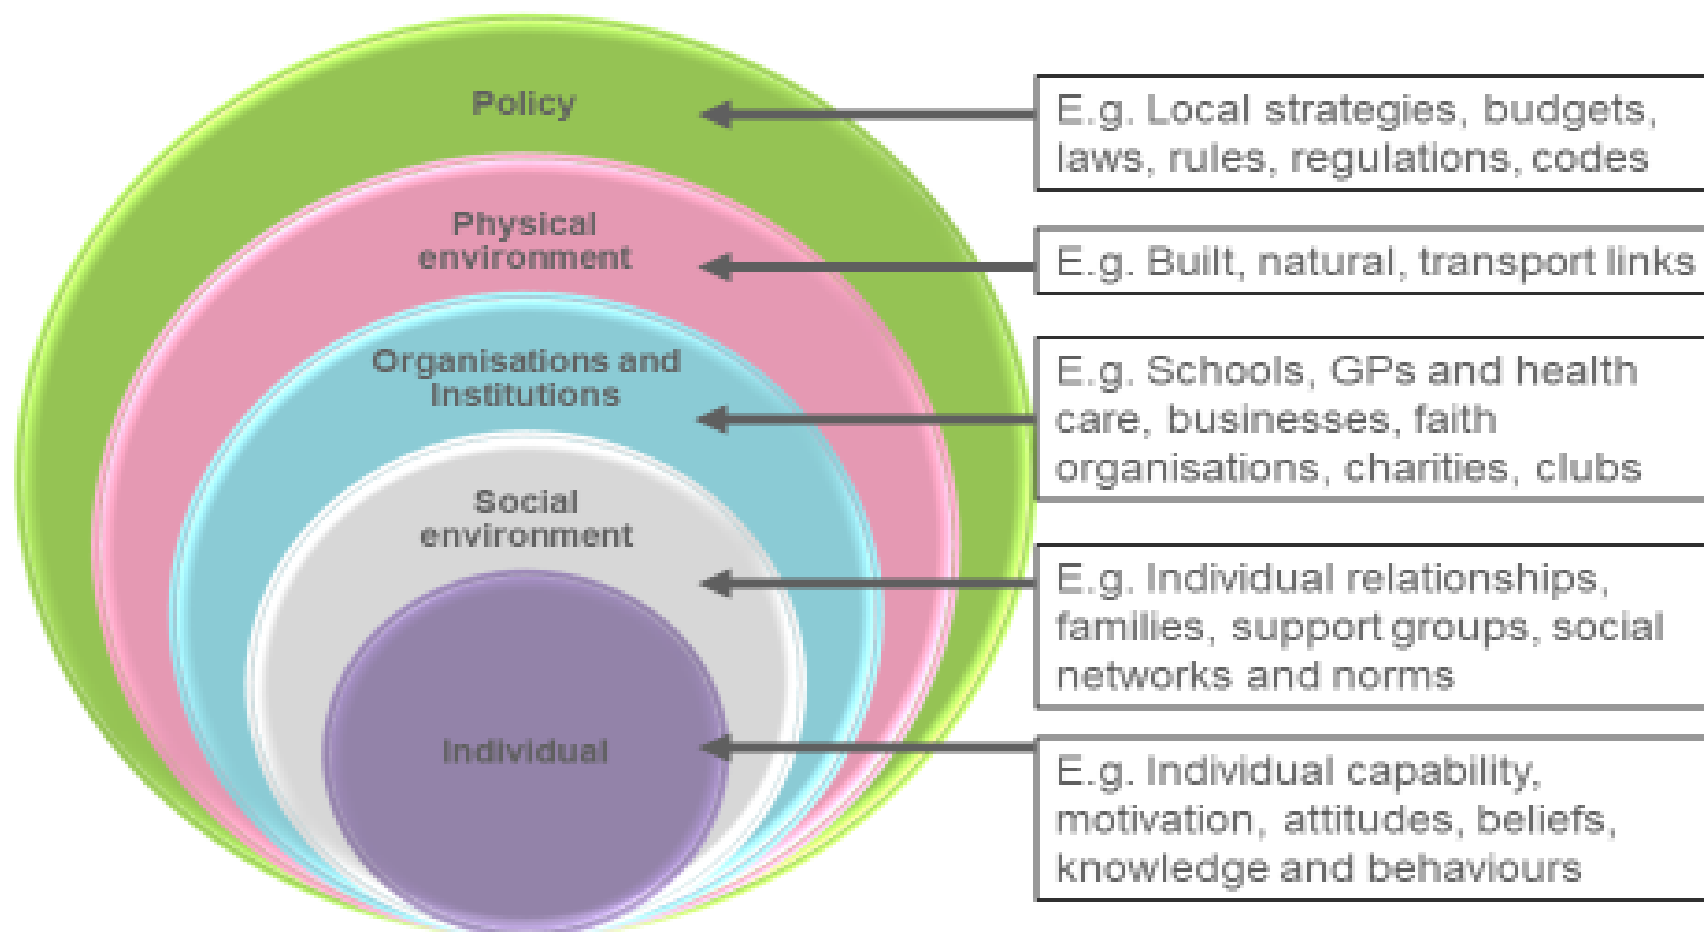 Policy
E.g. Local strategies, budgets,
laws, rules, regulations, codes
Physical
environment
E.g. Built, natural, transport links
Organisations and
Institutions
E.g. Schools, GPs and health
care, businesses, faith
organisations, charities, clubs
Social
environment
E.g. Individual relationships,
families, support groups, social
networks and norms
Individual
E.g. Individual capability,
motivation, attitudes, beliefs,
knowledge and behaviours